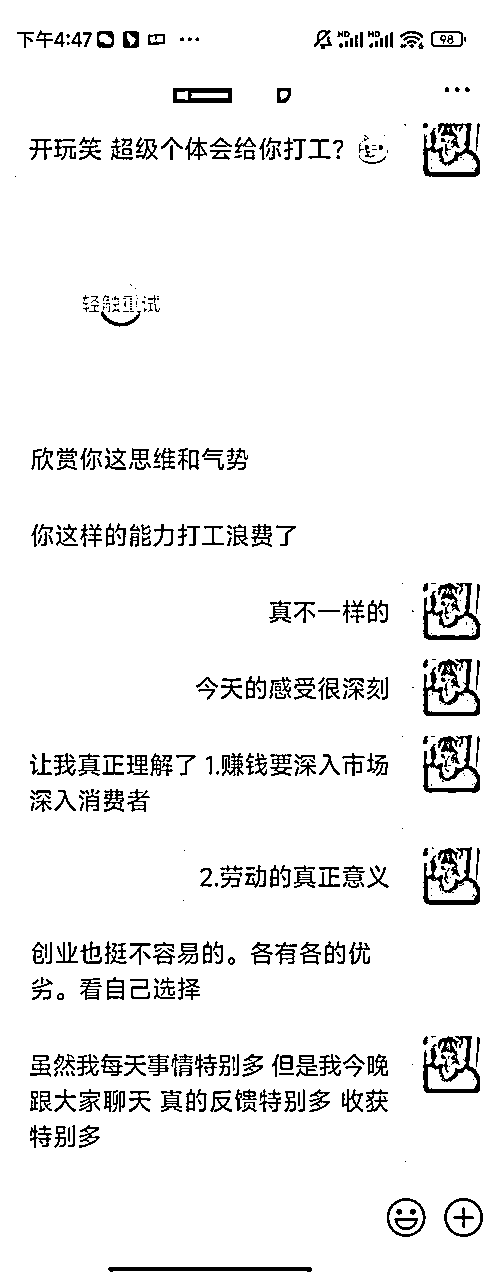 下午4:47
HD HD 98
开玩笑 超级个体会给你打工?
轻触重试
欣赏你这思维和气势
你这样的能力打工浪费了
真不一样的
今天的感受很深刻
让我真正理解了 1.赚钱要深入市场
深入消费者
2.劳动的真正意义
创业也挺不容易的。各有各的优
劣。看自己选择
虽然我每天事情特别多 但是我今晚
跟大家聊天 真的反馈特别多 收获
特别多